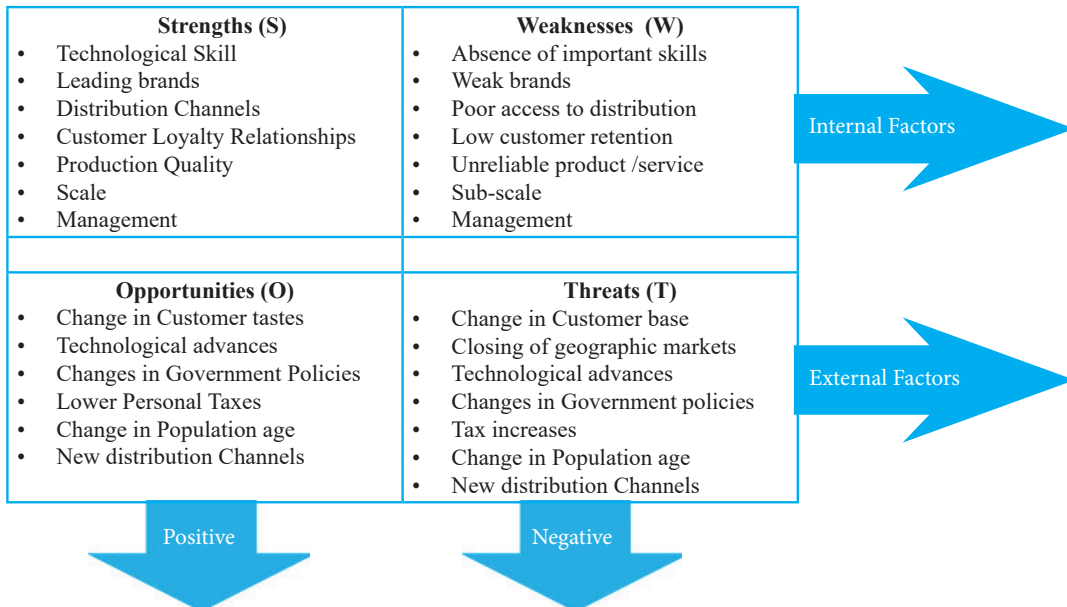 Strengths (S)
• Technological Skill
• Leading brands
• Distribution Channels
• Customer Loyalty Relationships
• Production Quality
• Scale
• Management
Weaknesses (W)
• Absence of important skills
• Weak brands
• Poor access to distribution
• Low customer retention
• Unreliable product /service
• Sub-scale
• Management
Internal Factors
Opportunities (O)
• Change in Customer tastes
• Technological advances
• Changes in Government Policies
• Lower Personal Taxes
• Change in Population age
• New distribution Channels
Threats (T)
• Change in Customer base
• Closing of geographic markets
• Technological advances
• Changes in Government policies
• Tax increases
• Change in Population age
• New distribution Channels
External Factors
Positive
Negative